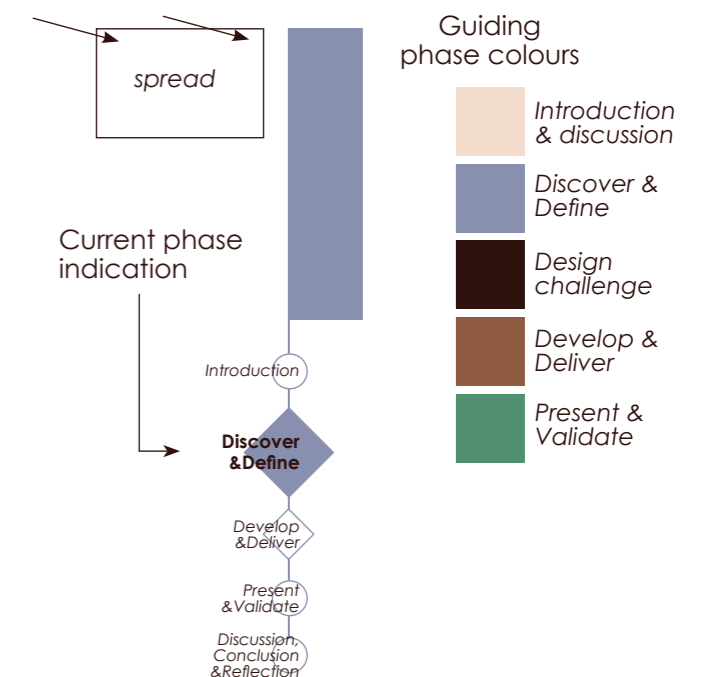 spread
Guiding
phase colours
Introduction
& discussion
Discover &
Define
Design
challenge
Develop &
Deliver
Present &
Validate
Current phase
indication
Introduction
Discover
&Define
Develop
&Deliver
Present
&Validate
Discussion,
Conclusion
&Reflection